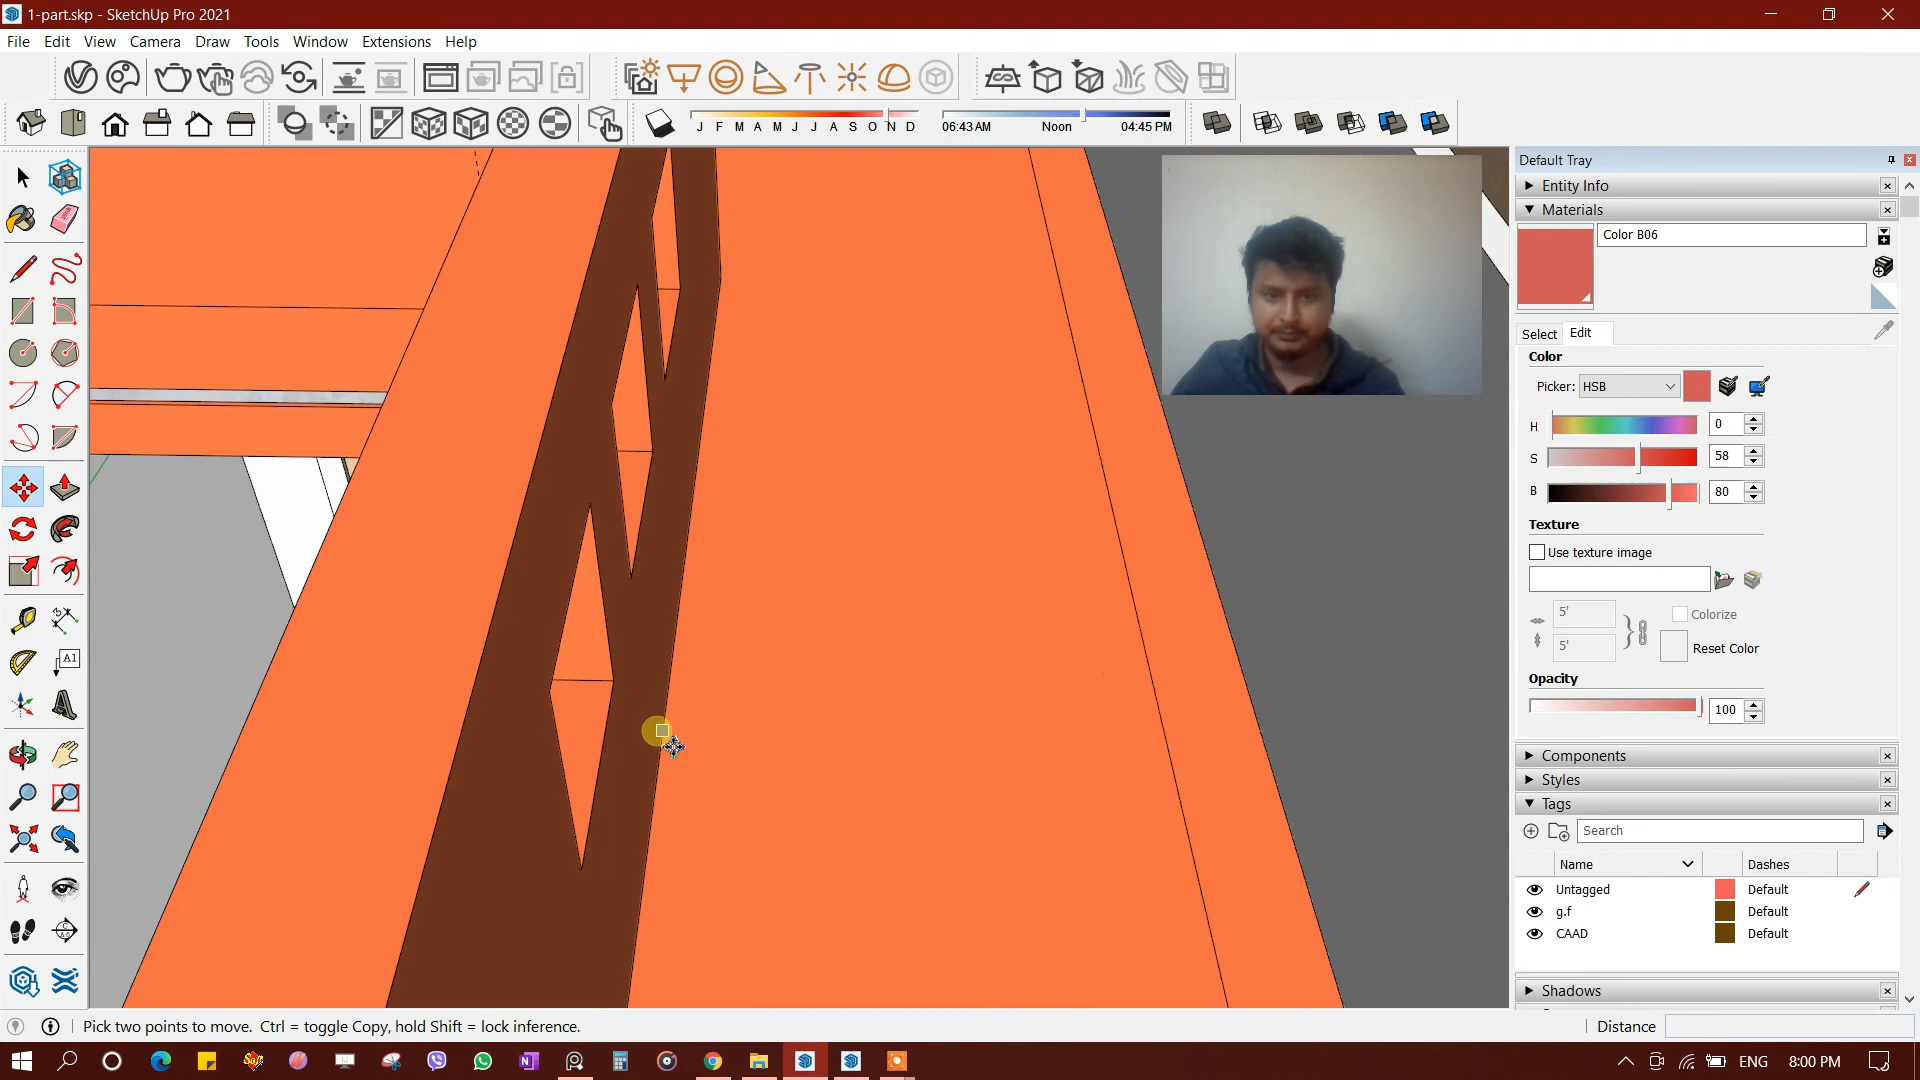 1-part.skp - SketchUp Pro 2021
File Edit View Camera Draw Tools Window Extensions Help
J F M A M J J A S O N D
06:43 AM Noon 04:45 PM
Default Tray
Entity Info
Materials
Color B06
Select Edit
Color
Picker: HSB
H 0
S 58
B 80
Texture
Use texture image
5'
Colorize
5'
Reset Color
Opacity
100
A1
Components
Styles
Tags
Search
Name Dashes
Untagged Default
g.f Default
CAAD Default
Shadows
Pick two points to move. Ctrl = toggle Copy, hold Shift = lock inference.
Distance
ENG 8:00 PM